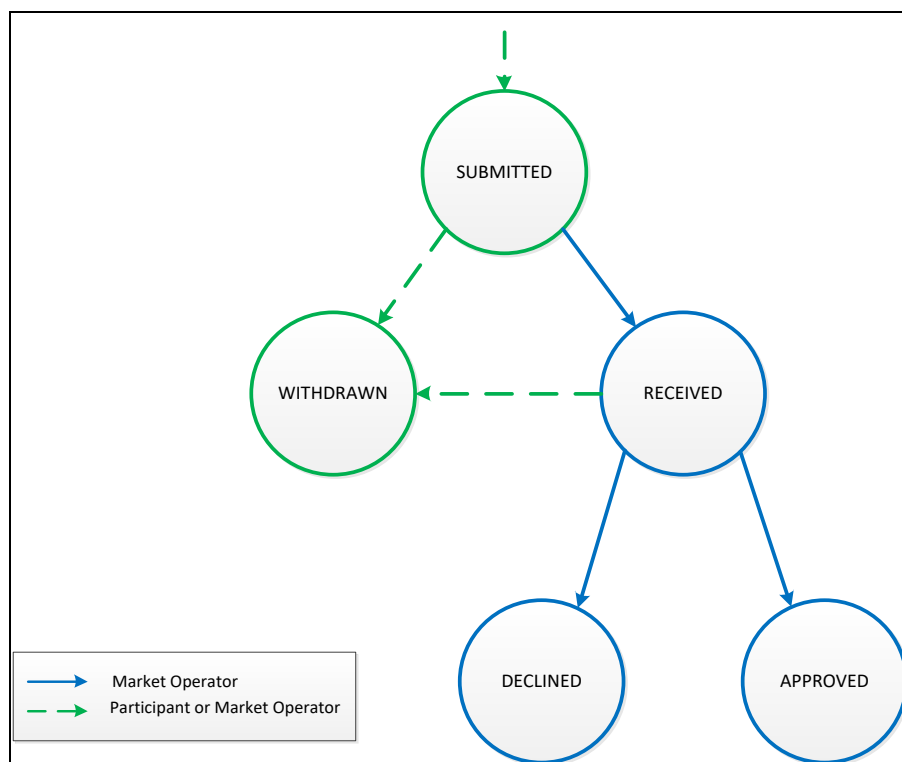 SUBMITTED
WITHDRAWN
RECEIVED
DECLINED
APPROVED
Market Operator
Participant or Market Operator